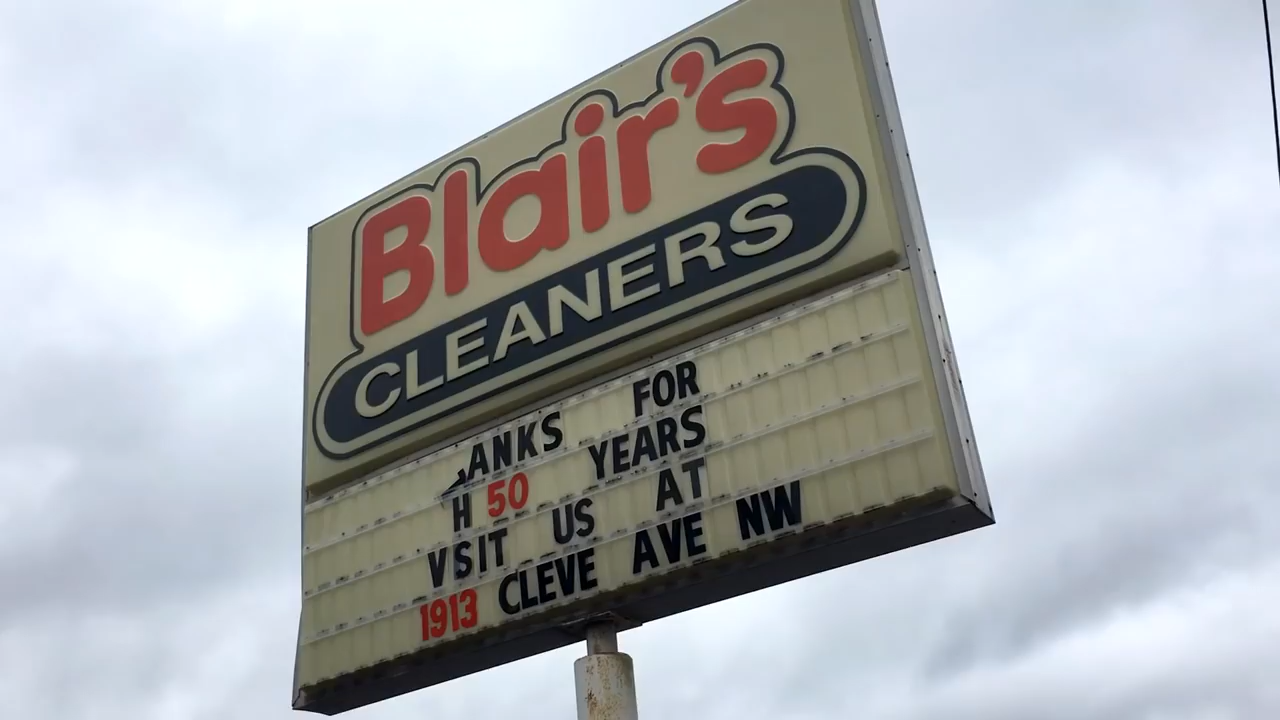 Blair's
CLEANERS
ANKS FOR
H 50 YEARS
VSIT US AT
1913 CLEVE AVE NW